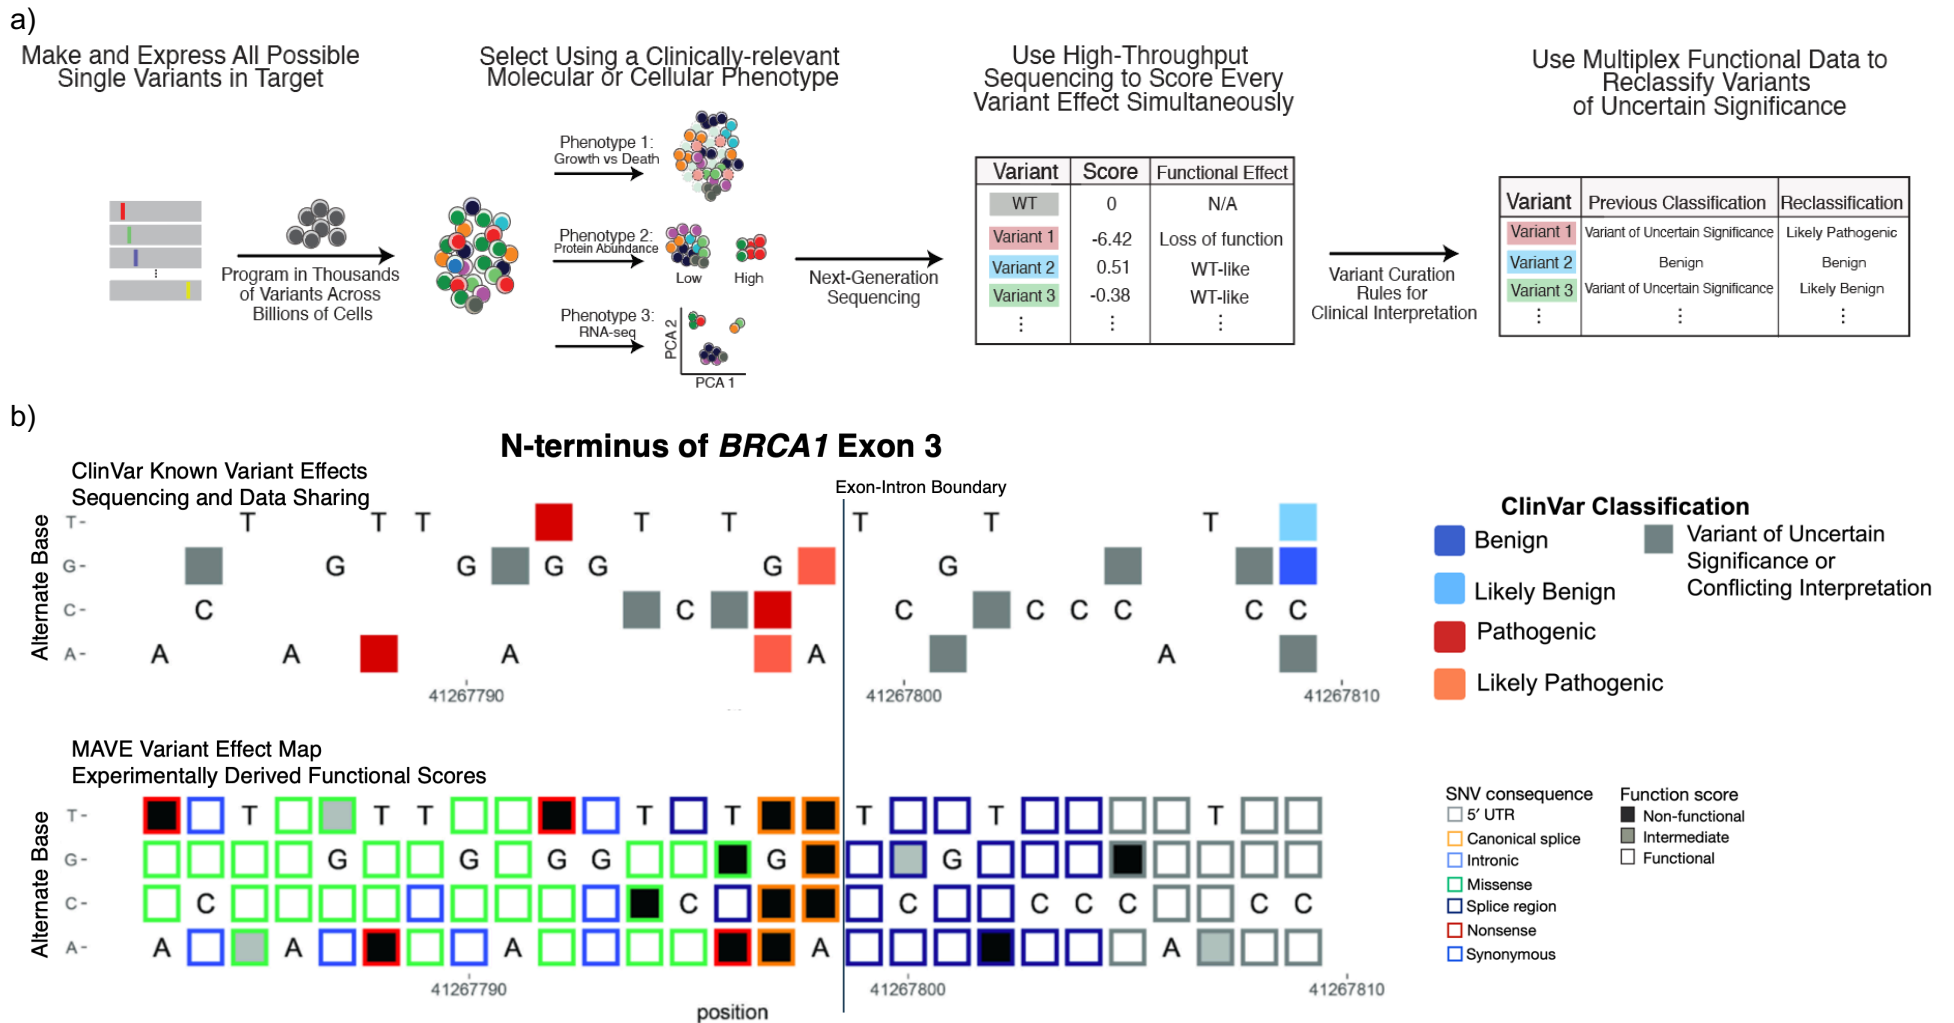 a)
Make and Express All Possible
Single Variants in Target
Program in Thousands
of Variants Across
Billions of Cells
Select Using a Clinically-relevant
Molecular or Cellular Phenotype
Phenotype 1:
Growth vs Death
Phenotype 2:
Protein Abundance
Low High
Phenotype 3:
RNA-seq
PCA 2
PCA 1
Next-Generation
Sequencing
Use High-Throughput
Sequencing to Score Every
Variant Effect Simultaneously
Variant Score Functional Effect
WT 0 N/A
Variant 1 -6.42 Loss of function
Variant 2 0.51 WT-like
Variant 3 -0.38 WT-like
⋮ ⋮ ⋮
Variant Curation
Rules for
Clinical Interpretation
Use Multiplex Functional Data to
Reclassify Variants
of Uncertain Significance
Variant Previous Classification Reclassification
Variant 1 Variant of Uncertain Significance Likely Pathogenic
Variant 2 Benign Benign
Variant 3 Variant of Uncertain Significance Likely Benign
⋮ ⋮ ⋮
b)
N-terminus of BRCA1 Exon 3
ClinVar Known Variant Effects
Sequencing and Data Sharing
Exon-Intron Boundary
Alternate Base
T- T T T T T T T T
G- G G G G G G
C- C C C C C C C C
A- A A A A A
41267790 41267800 41267810
ClinVar Classification
Benign
Likely Benign
Pathogenic
Likely Pathogenic
Variant of Uncertain
Significance or
Conflicting Interpretation
MAVE Variant Effect Map
Experimentally Derived Functional Scores
Alternate Base
T- T T T T T T T T
G- G G G G G G
C- C C C C C C C C
A- A A A A A
41267790 41267800 41267810
position
SNV consequence
5′ UTR
Canonical splice
Intronic
Missense
Splice region
Nonsense
Synonymous
Function score
Non-functional
Intermediate
Functional